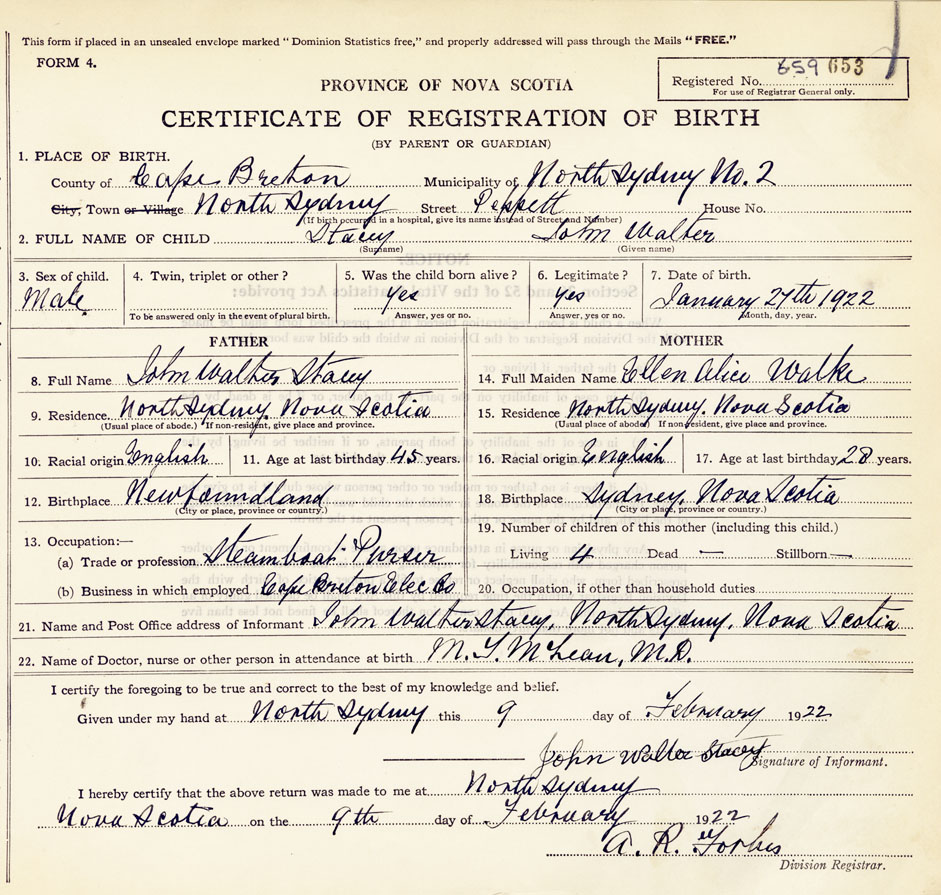 This form if placed in an unsealed envelope marked "Dominion Statistics free," and properly addressed will pass through the Mails "FREE."
FORM 4.
Registered No. 659 653
For use of Registrar General only.
PROVINCE OF NOVA SCOTIA
CERTIFICATE OF REGISTRATION OF BIRTH
(BY PARENT OR GUARDIAN)
1. PLACE OF BIRTH.
County of Cape Breton Municipality of North Sydney No. 2
City, Town or Village North Sydney Street Peppett House No.
(If birth occurred in a hospital, give its name instead of Street and Number)
2. FULL NAME OF CHILD Stacey John Walter
(Surname) (Given name)
3. Sex of child. 4. Twin, triplet or other? 5. Was the child born alive? 6. Legitimate? 7. Date of birth.
Male yes yes January 27th 1922
To be answered only in the event of plural birth. Answer, yes or no. Answer, yes or no. Month, day, year.
FATHER MOTHER
8. Full Name John Walter Stacey 14. Full Maiden Name Ellen Alice Walke
9. Residence. North Sydney. Nova Scotia 15. Residence North Sydney. Nova Scotia
(Usual place of abode.) If non-resident, give place and province. (Usual place of abode) If non-resident, give place and province.
10. Racial origin English 11. Age at last birthday 45 years. 16. Racial origin English 17. Age at last birthday 28 years.
12. Birthplace Newfoundland 18. Birthplace Sydney, Nova Scotia
(City or place, province or country.) (City or place, province or country.)
19. Number of children of this mother (including this child.)
13. Occupation:—
(a) Trade or profession Steamboat Purser Living 4 Dead — Stillborn —
(b) Business in which employed Cape Breton Elec Co 20. Occupation, if other than household duties
21. Name and Post Office address of Informant John Walter Stacey, North Sydney, Nova Scotia
22. Name of Doctor, nurse or other person in attendance at birth M. T. McLean, M.D.
I certify the foregoing to be true and correct to the best of my knowledge and belief.
Given under my hand at North Sydney this 9 day of February 1922
John Walter Stacey
Signature of Informant.
I hereby certify that the above return was made to me at North Sydney
Nova Scotia on the 9th day of February 1922
A. R. Forbes
Division Registrar.